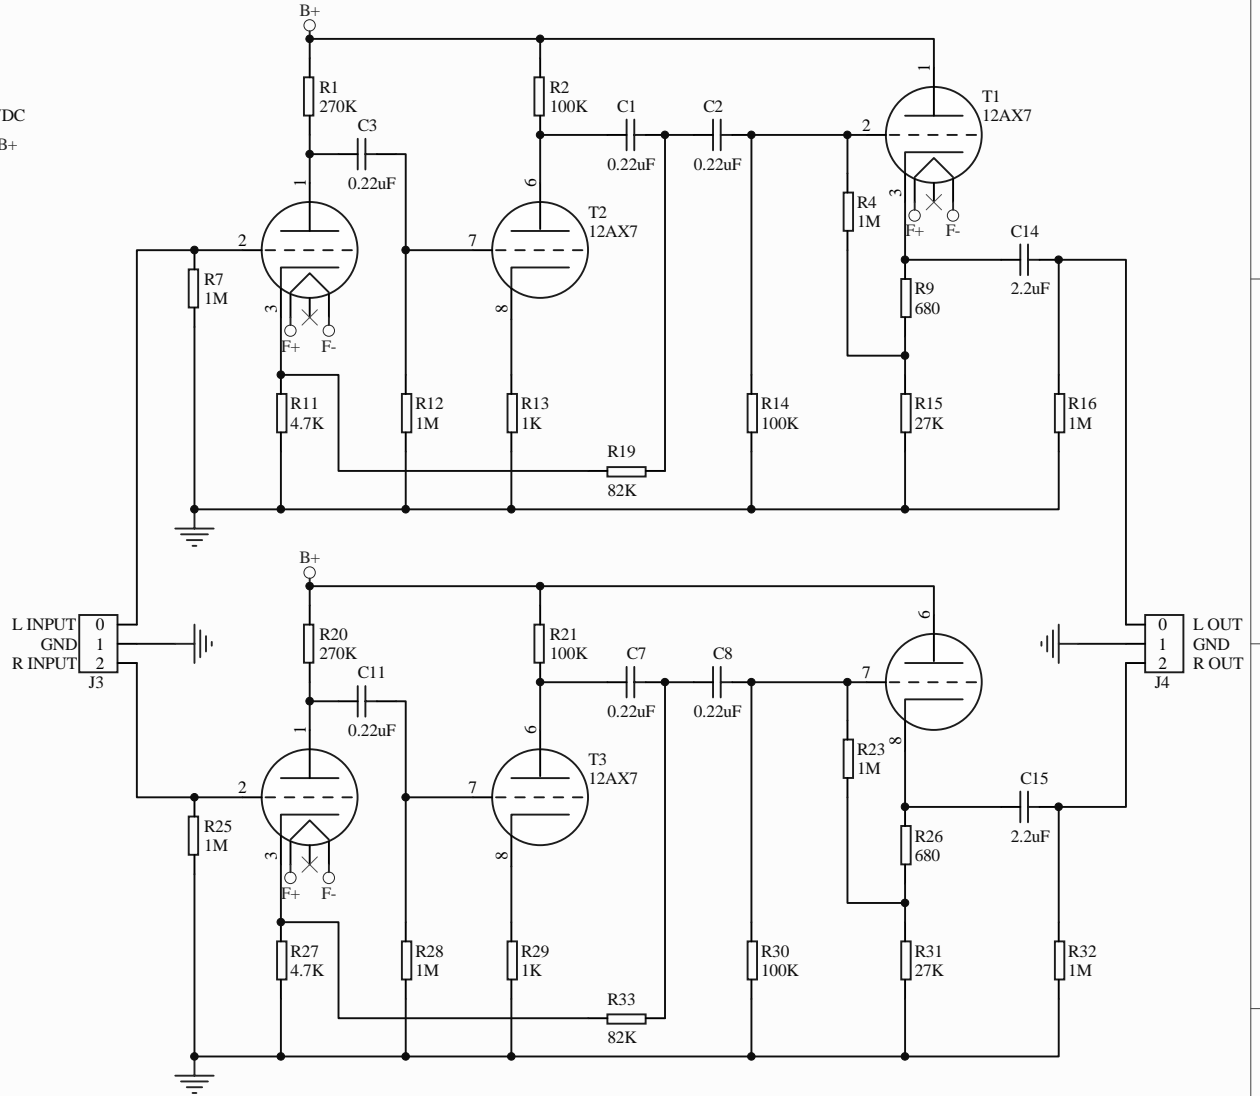 B+
R1
270K
R2
100K
C3
0.22uF
C1
0.22uF
C2
0.22uF
1
T1
12AX7
2
3
F+
F-
VDC
B+
1
6
T2
12AX7
2
7
R7
1M
3
8
F+
F-
R4
1M
C14
2.2uF
R9
680
R11
4.7K
R12
1M
R13
1K
R14
100K
R15
27K
R16
1M
R19
82K
B+
L INPUT 0
GND 1
R INPUT 2
J3
R20
270K
R21
100K
C11
0.22uF
C7
0.22uF
C8
0.22uF
6
7
8
0 L OUT
1 GND
2 R OUT
J4
1
6
T3
12AX7
2
7
R25
1M
3
8
F+
F-
R23
1M
C15
2.2uF
R26
680
R27
4.7K
R28
1M
R29
1K
R30
100K
R31
27K
R32
1M
R33
82K